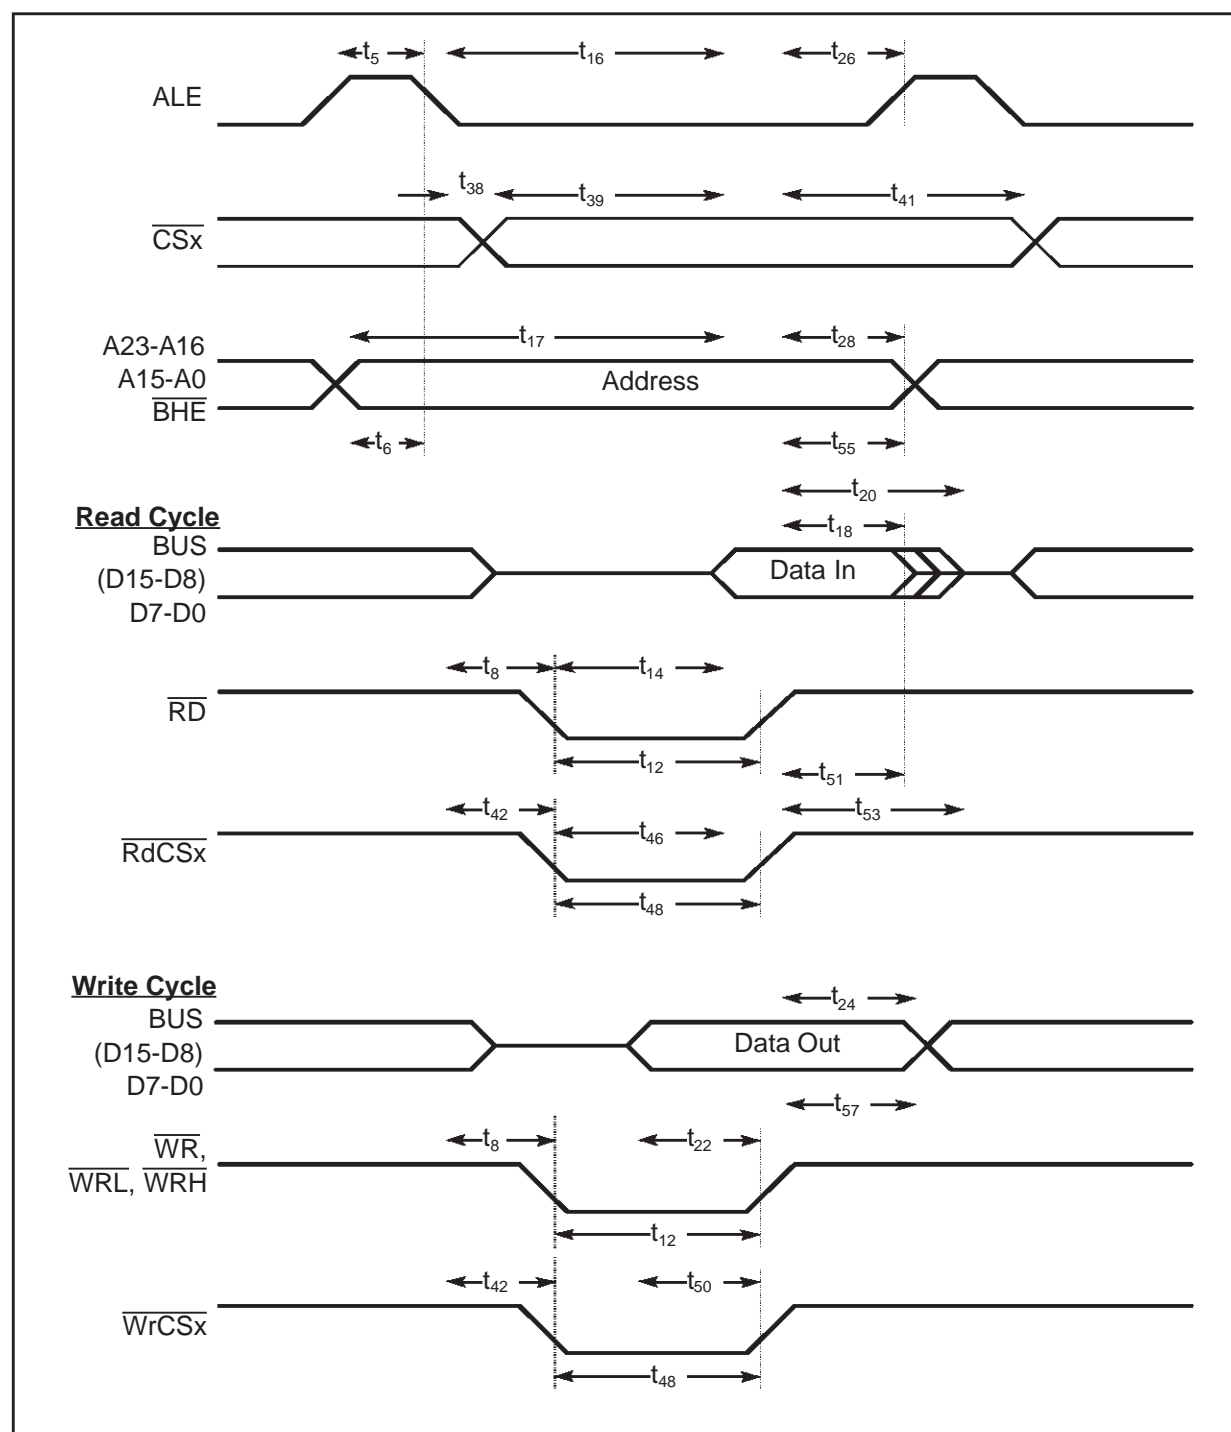 t5 t16 t26
ALE
t38 t39 t41
CSx
t17 t28
A23-A16
A15-A0 Address
BHE
t6 t55
t20
Read Cycle t18
BUS
(D15-D8) Data In
D7-D0
t8 t14
RD
t12 t51
t42 t46 t53
RdCSx
t48
Write Cycle t24
BUS
(D15-D8) Data Out
D7-D0 t57
WR, t8 t22
WRL, WRH
t12
t42 t50
WrCSx
t48